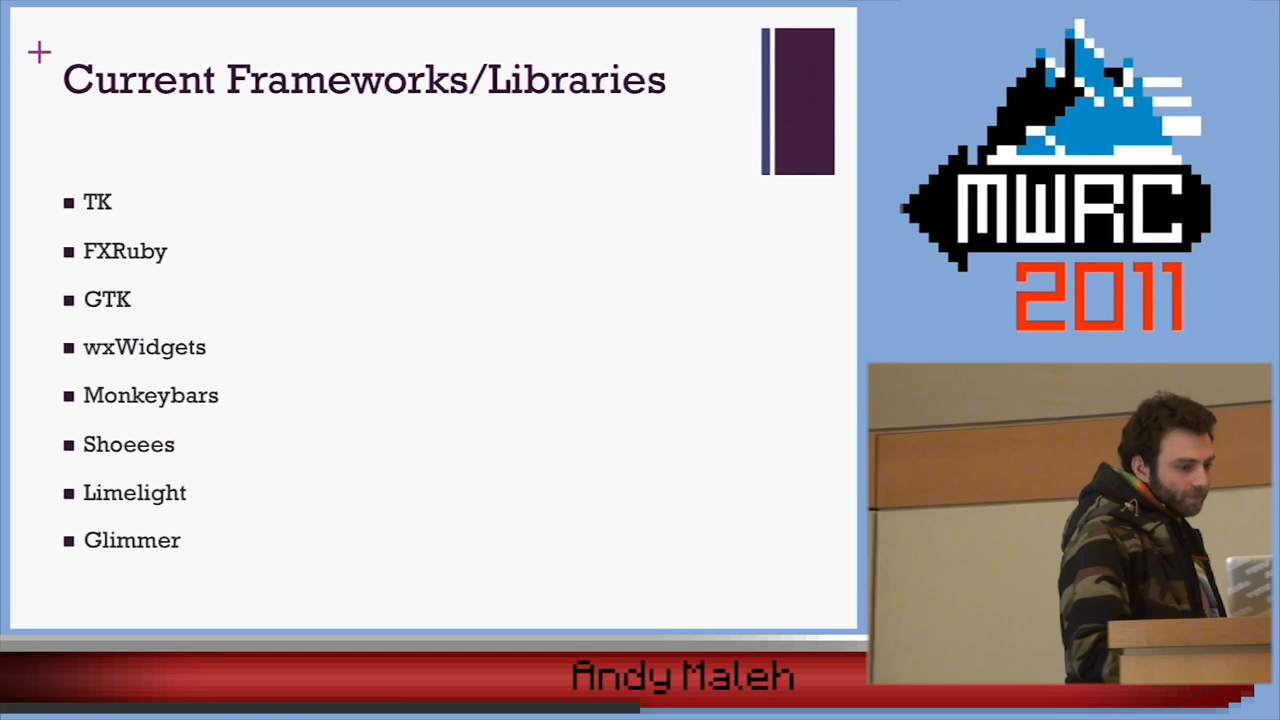 +
Current Frameworks/Libraries
TK
FXRuby
GTK
wxWidgets
Monkeybars
Shoeees
Limelight
Glimmer
MWRC
2011
Andy Maleh